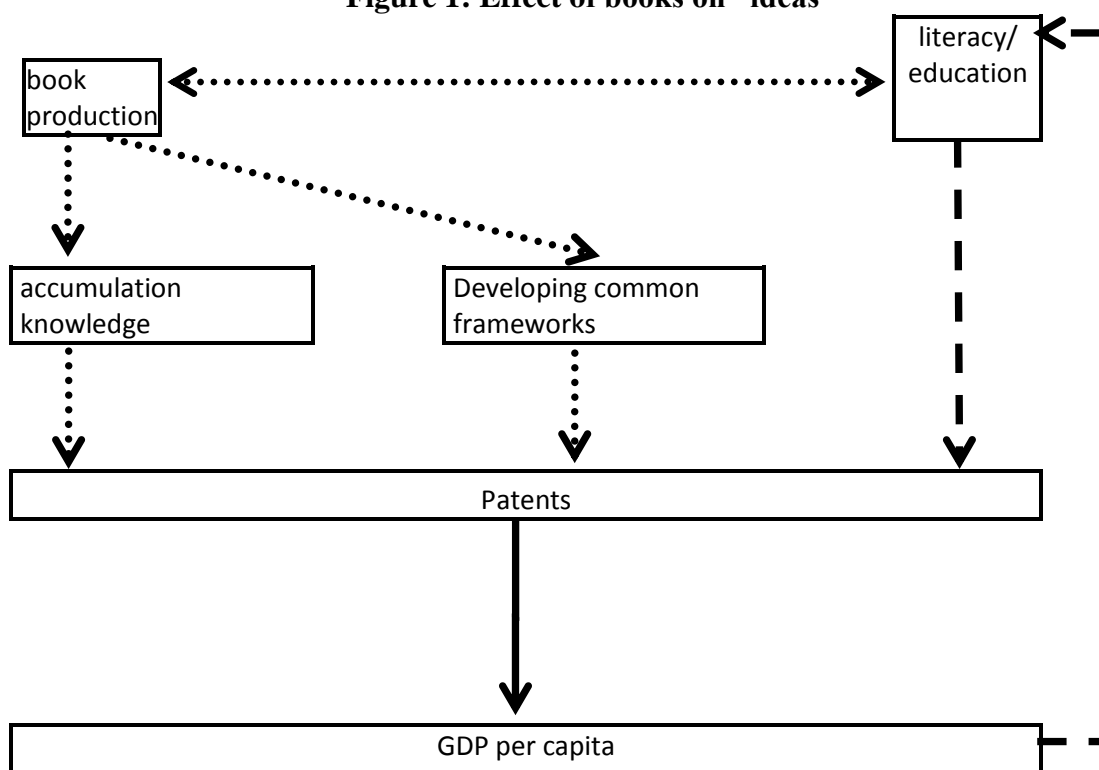 Figure 1: Effect of books on "ideas"
literacy/
education
book
production
accumulation
knowledge
Developing common
frameworks
Patents
GDP per capita